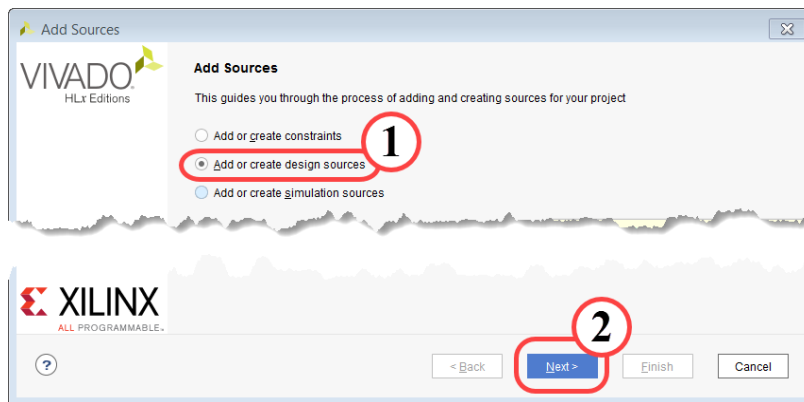 Add Sources
VIVADO
HLx Editions
Add Sources
This guides you through the process of adding and creating sources for your project
Add or create constraints
1
Add or create design sources
Add or create simulation sources
XILINX
ALL PROGRAMMABLE
2
?
< Back
Next >
Finish
Cancel